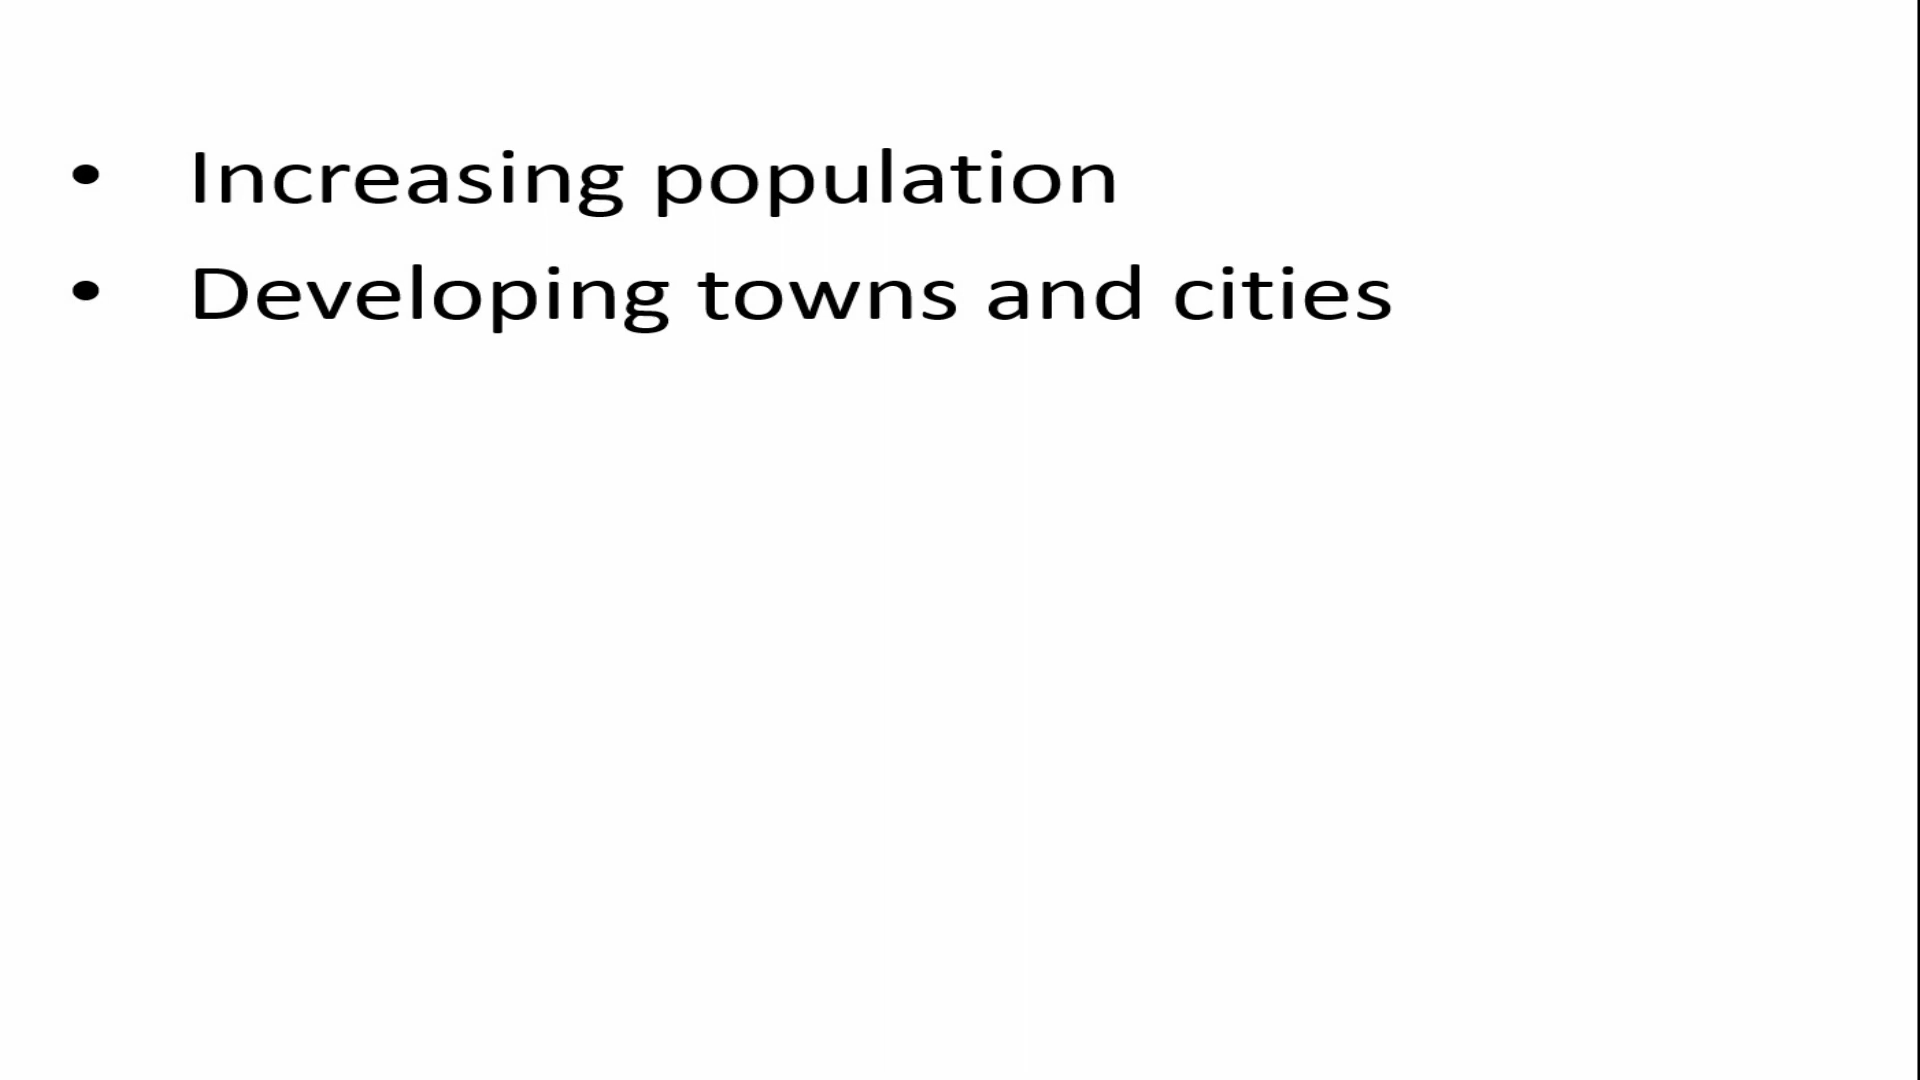 • Increasing population
• Developing towns and cities